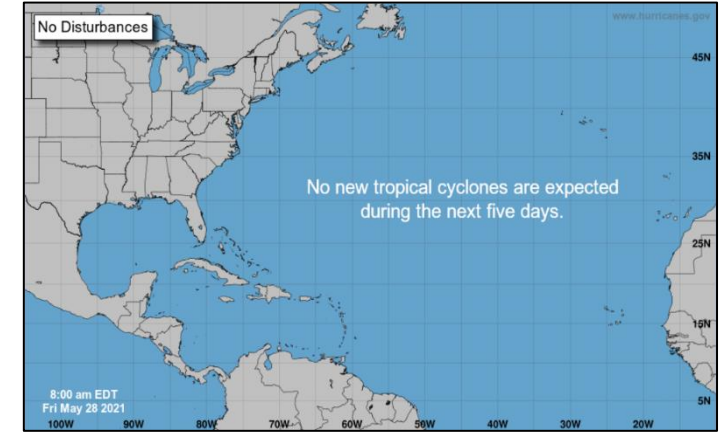 No Disturbances
www.hurricanes.gov
45N
35N
No new tropical cyclones are expected
during the next five days.
25N
15N
8:00 am EDT
Fri May 28 2021
5N
100W 90W 80W 70W 60W 50W 40W 30W 20W